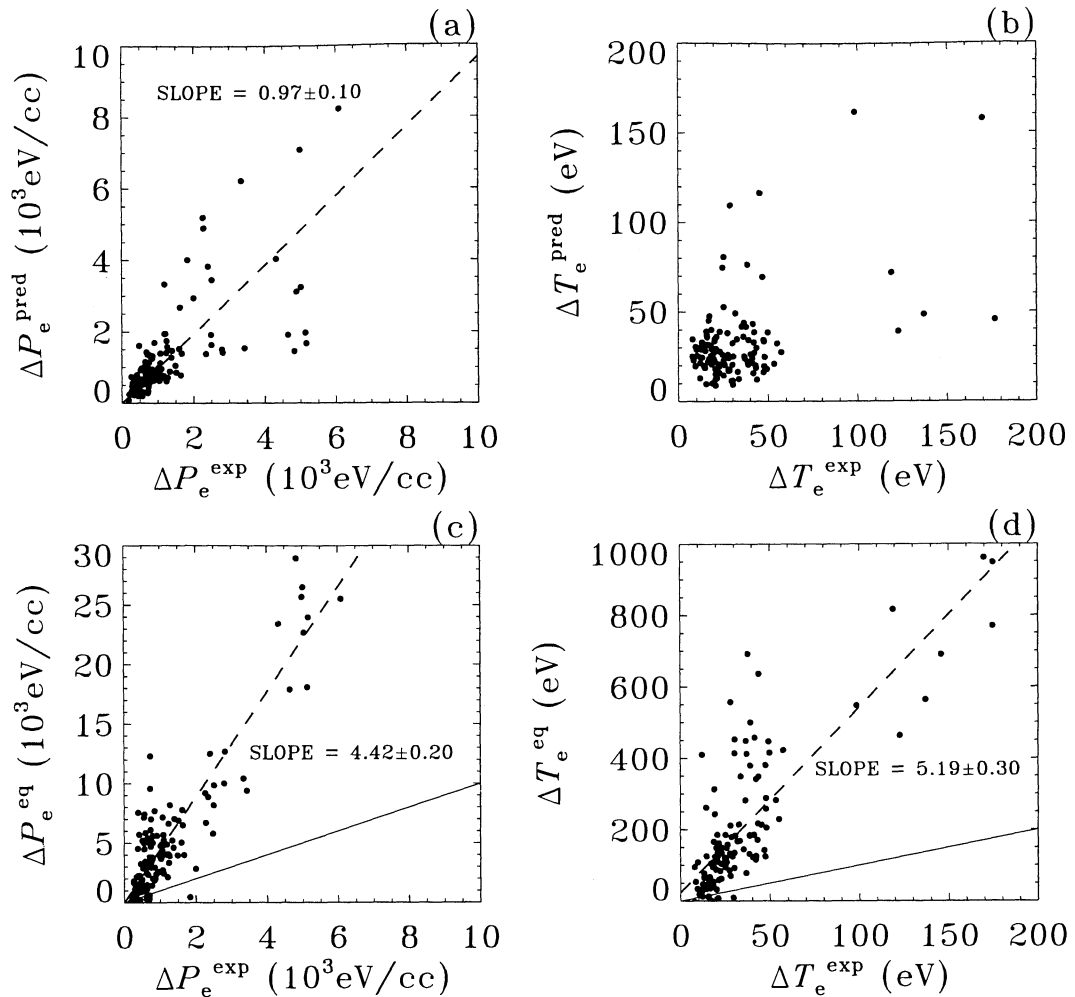 (a)
10
8
6
4
2
0
ΔP_e^pred (10^3eV/cc)
SLOPE = 0.97±0.10
0 2 4 6 8 10
ΔP_e^exp (10^3eV/cc)
(b)
200
150
100
50
0
ΔT_e^pred (eV)
0 50 100 150 200
ΔT_e^exp (eV)
(c)
30
25
20
15
10
5
0
ΔP_e^eq (10^3eV/cc)
SLOPE = 4.42±0.20
0 2 4 6 8 10
ΔP_e^exp (10^3eV/cc)
(d)
1000
800
600
400
200
0
ΔT_e^eq (eV)
SLOPE = 5.19±0.30
0 50 100 150 200
ΔT_e^exp (eV)